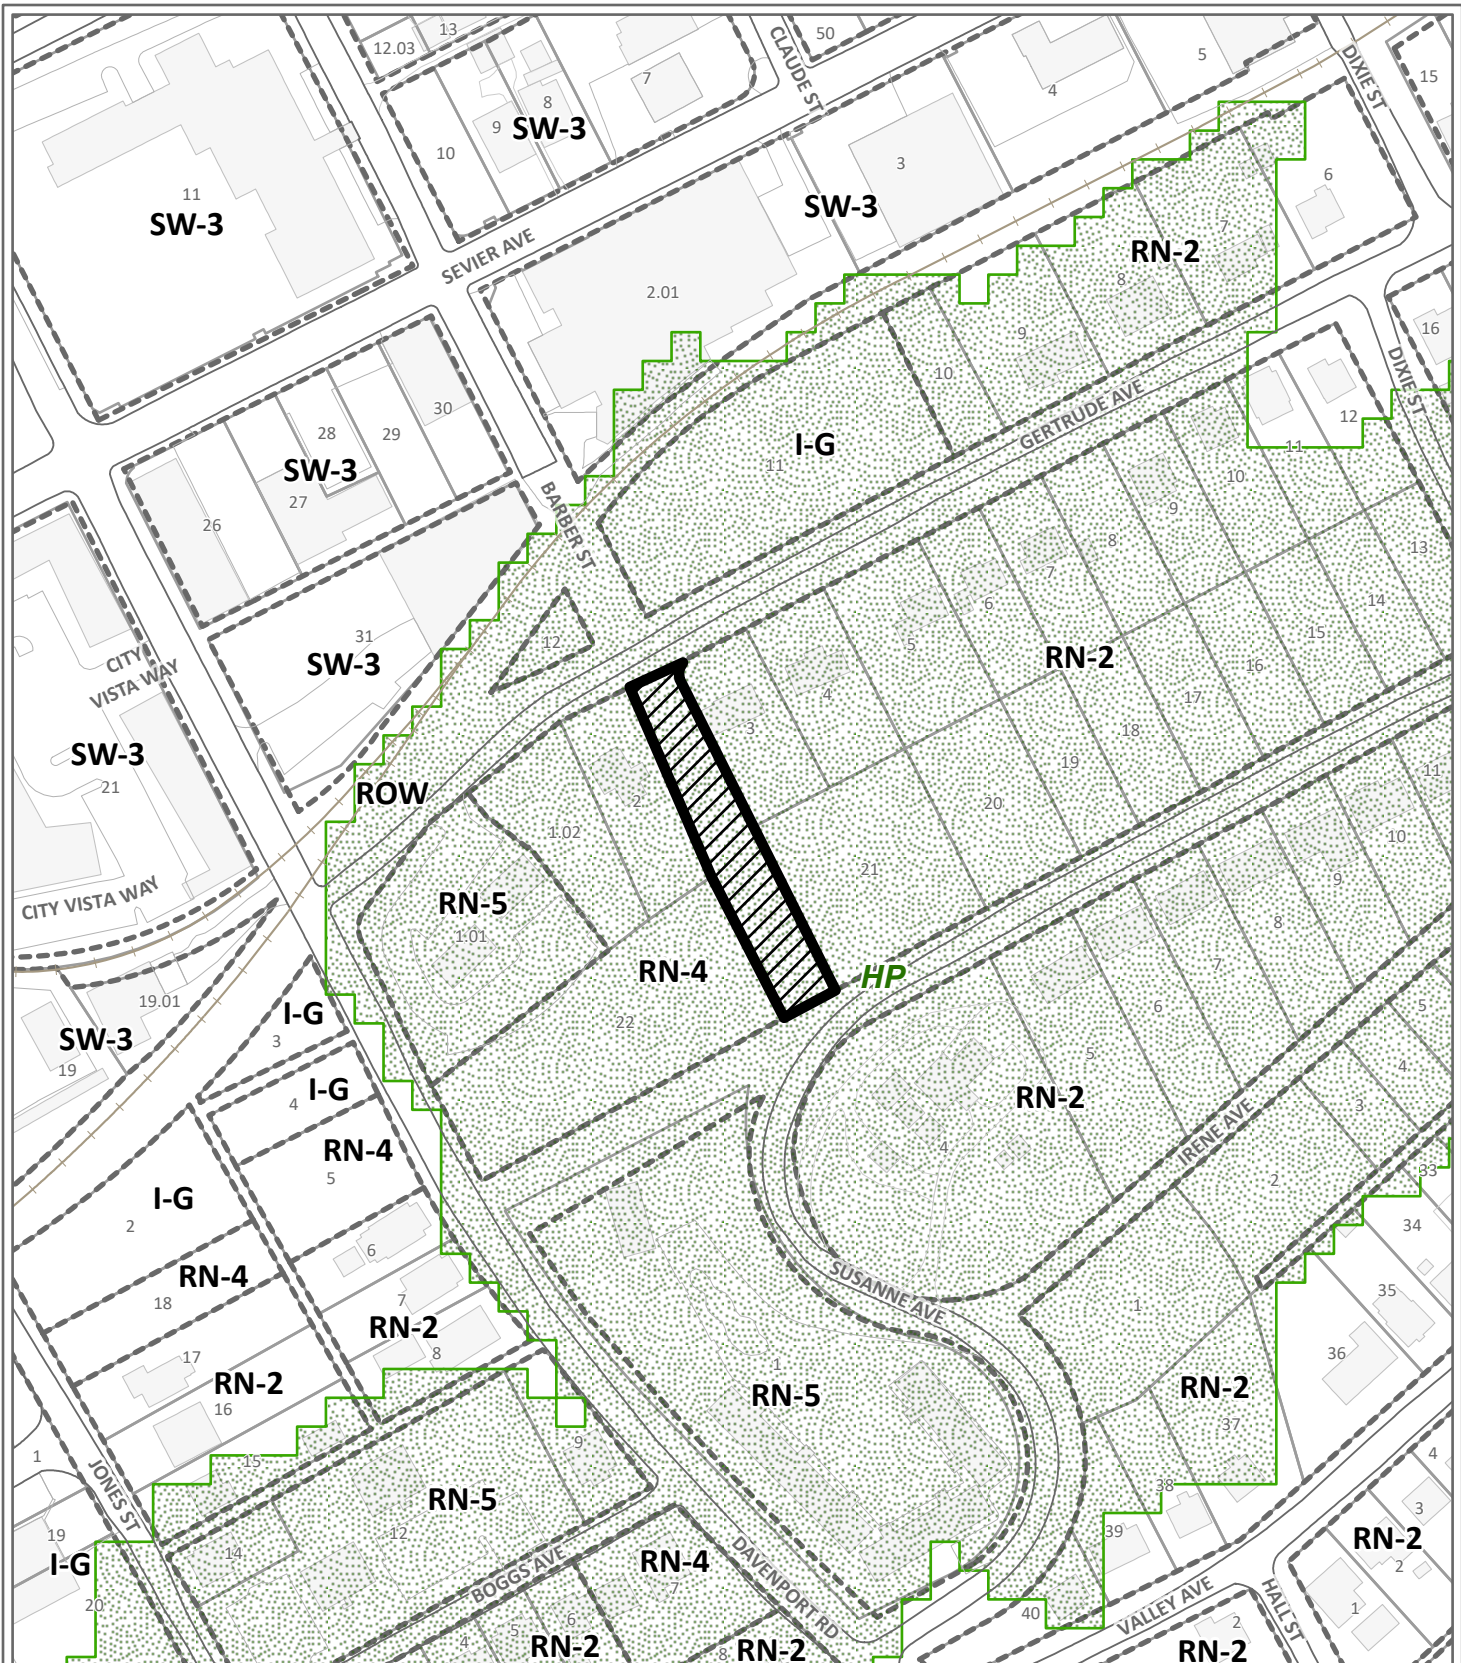 13
12.03
50
CLAUDE ST
5
DIXIE ST
15
7
8
9
SW-3
10
4
3
11
SW-3
SW-3
6
SEVIER AVE
7
RN-2
8
2.01
9
16
10
DIXIE ST
30
GERTRUDE AVE
12
28
29
I-G
11
11
SW-3
27
10
26
BARBER ST
9
8
13
7
6
14
31
12
5
15
CITY
VISTA WAY
SW-3
RN-2
16
4
17
3
18
SW-3
19
11
21
ROW
2
20
1.02
10
21
9
CITY VISTA WAY
RN-5
8
1.01
7
RN-4
HP
19.01
I-G
6
5
22
SW-3
3
5
19
4
I-G
4
RN-2
3
IRENE AVE
RN-4
4
5
2
33
I-G
2
34
6
RN-4
SUSANNE AVE
35
18
7
1
RN-2
8
36
17
1
RN-2
RN-2
RN-5
16
37
9
1
15
4
JONES ST
38
RN-5
3
19
12
39
RN-2
14
DAVENPORT RD
I-G
BOGGS AVE
RN-4
2
7
20
VALLEY AVE
HALL ST
1
40
6
5
2
4
RN-2
8
RN-2
RN-2